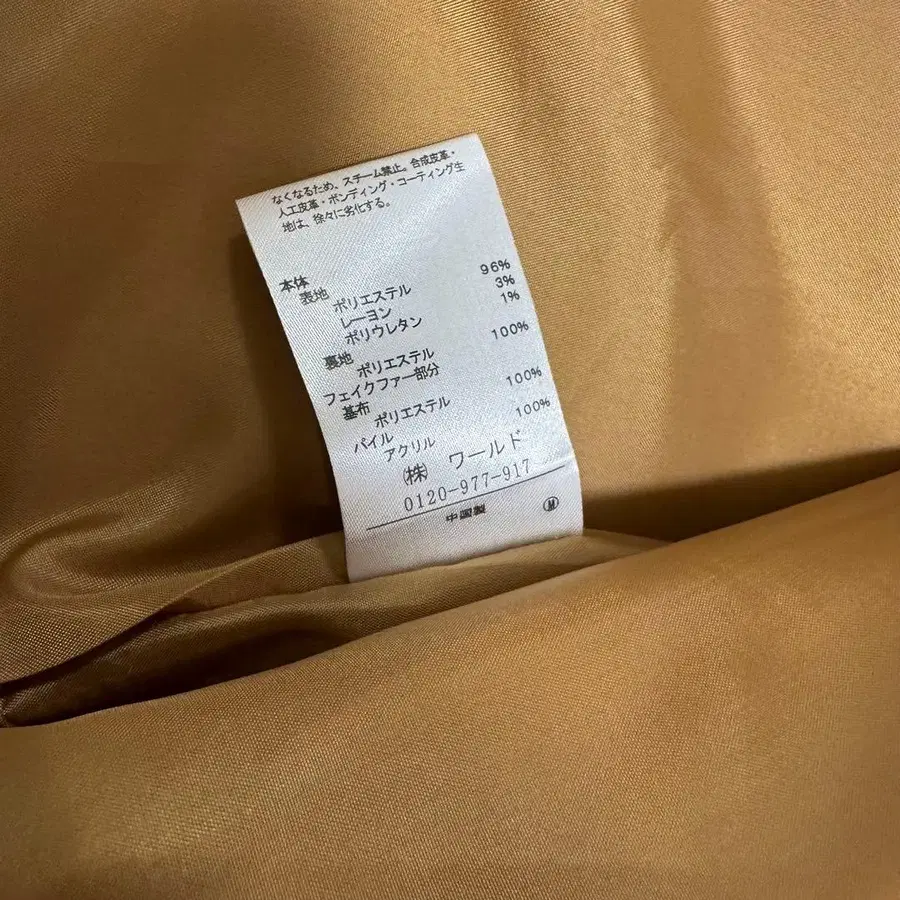 なくなるため、スチーム禁止。合成皮革・
人工皮革・ボンディング・コーティング生
地は、徐々に劣化する。
本体
表地
ポリエステル 96%
レーヨン 3%
ポリウレタン 1%
裏地
ポリエステル 100%
フェイクファー部分
基布
ポリエステル 100%
パイル
アクリル 100%
(株) ワールド
0120-977-917
中国製 Ⓜ